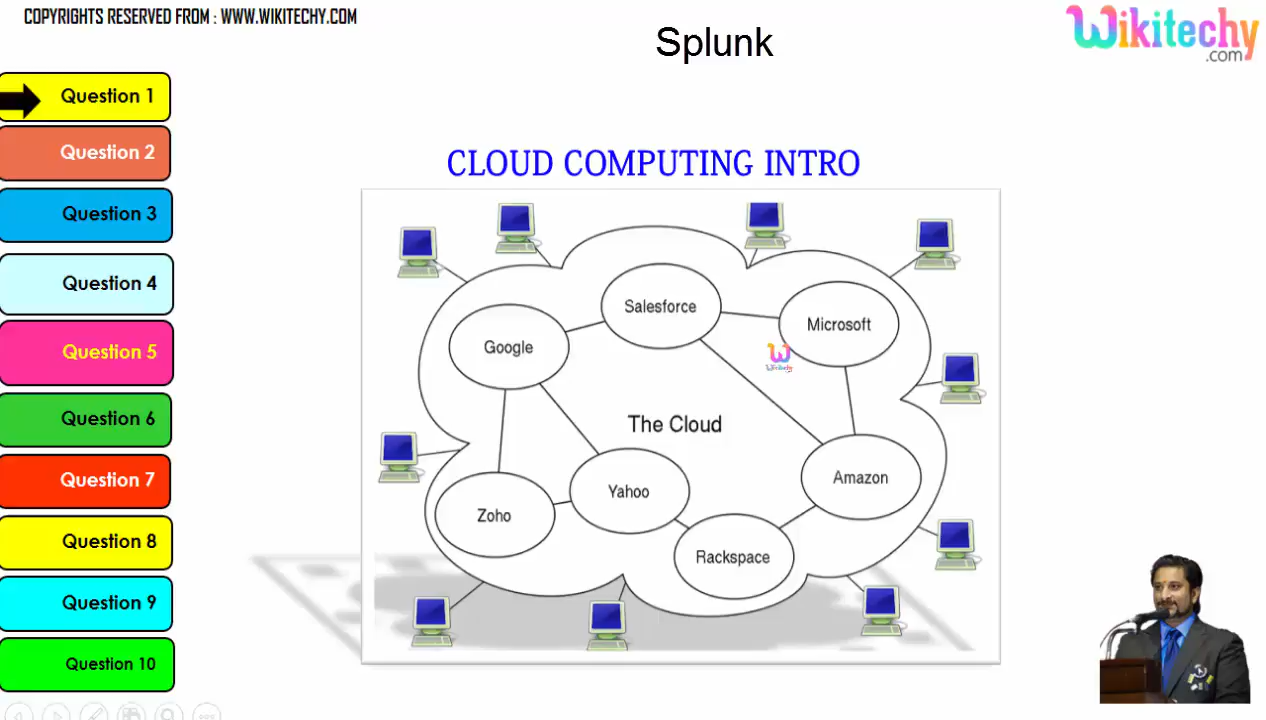 COPYRIGHTS RESERVED FROM : WWW.WIKITECHY.COM
Splunk
Wikitechy
.com
Question 1
Question 2
Question 3
Question 4
Question 5
Question 6
Question 7
Question 8
Question 9
Question 10
CLOUD COMPUTING INTRO
Salesforce
Microsoft
Google
Wikitechy
The Cloud
Amazon
Yahoo
Zoho
Rackspace